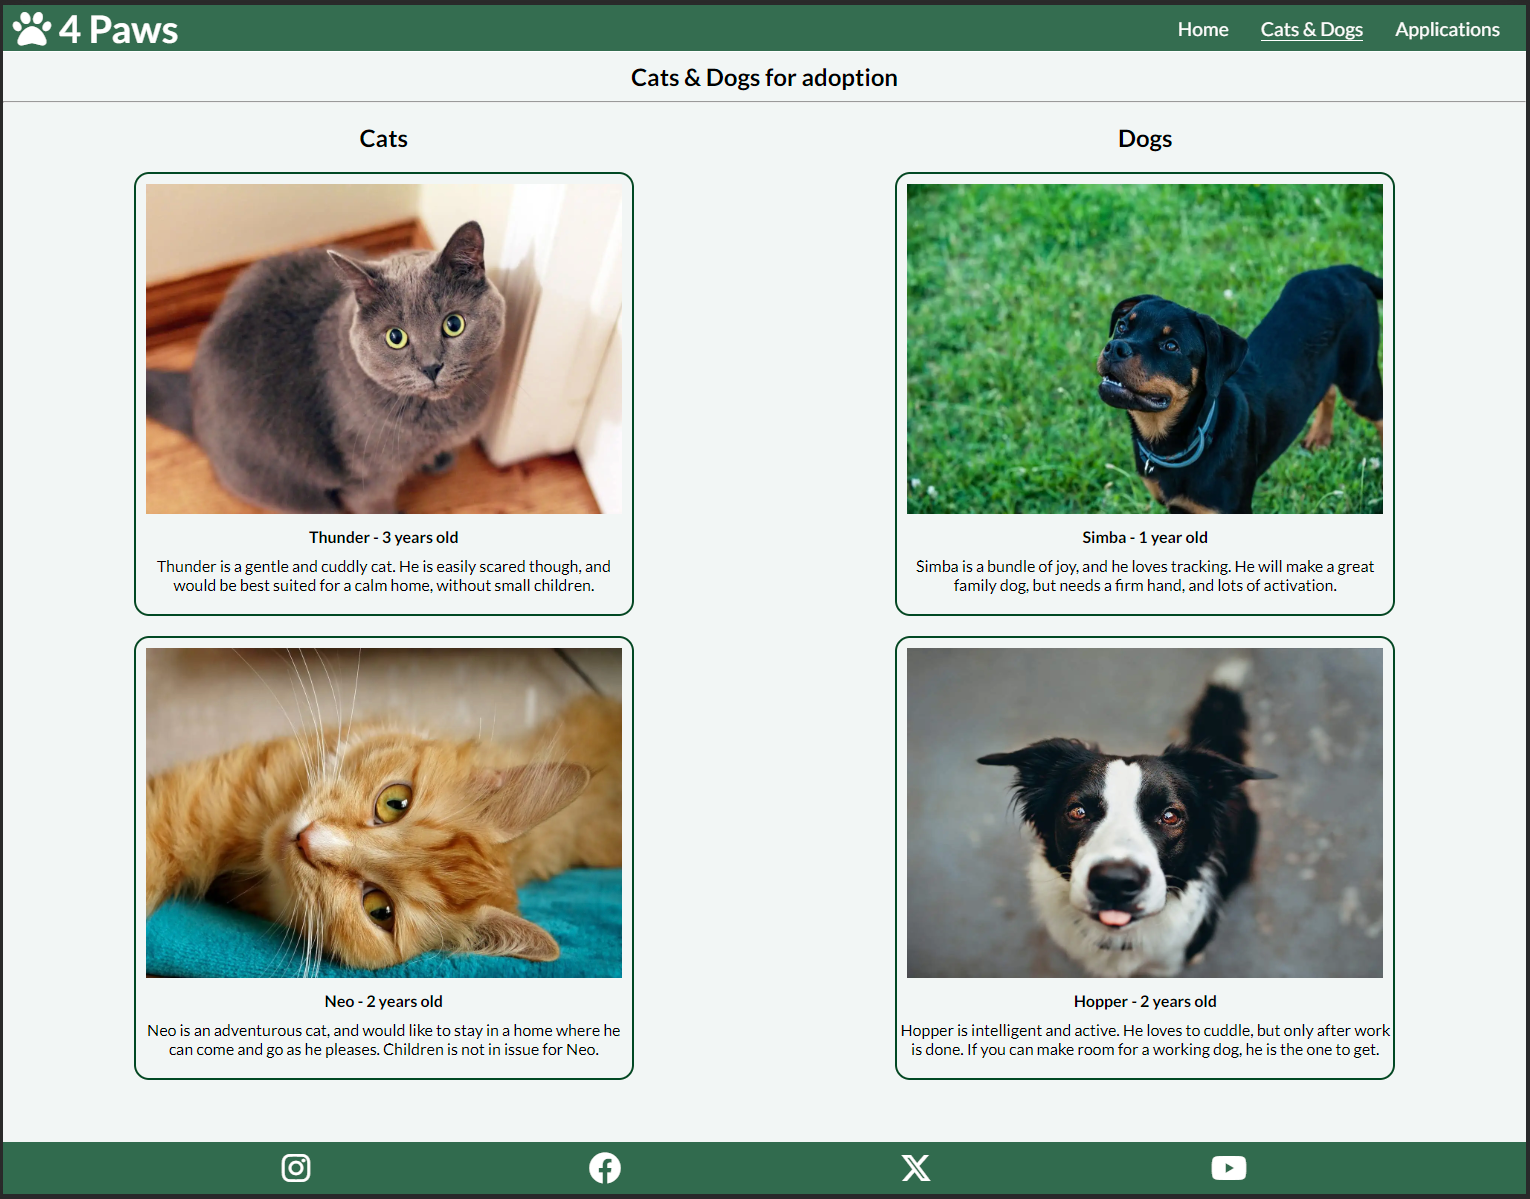 4 Paws
Home
Cats & Dogs
Applications
Cats & Dogs for adoption
Cats
Thunder - 3 years old
Thunder is a gentle and cuddly cat. He is easily scared though, and
would be best suited for a calm home, without small children.
Neo - 2 years old
Neo is an adventurous cat, and would like to stay in a home where he
can come and go as he pleases. Children is not in issue for Neo.
Dogs
Simba - 1 year old
Simba is a bundle of joy, and he loves tracking. He will make a great
family dog, but needs a firm hand, and lots of activation.
Hopper - 2 years old
Hopper is intelligent and active. He loves to cuddle, but only after work
is done. If you can make room for a working dog, he is the one to get.